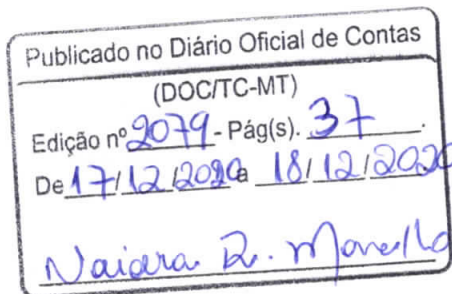 Publicado no Diário Oficial de Contas
(DOC/TC-MT)
Edição nº 2079 - Pág(s). 37.
De 17/12/2020 a 18/12/2020
Naiara R.